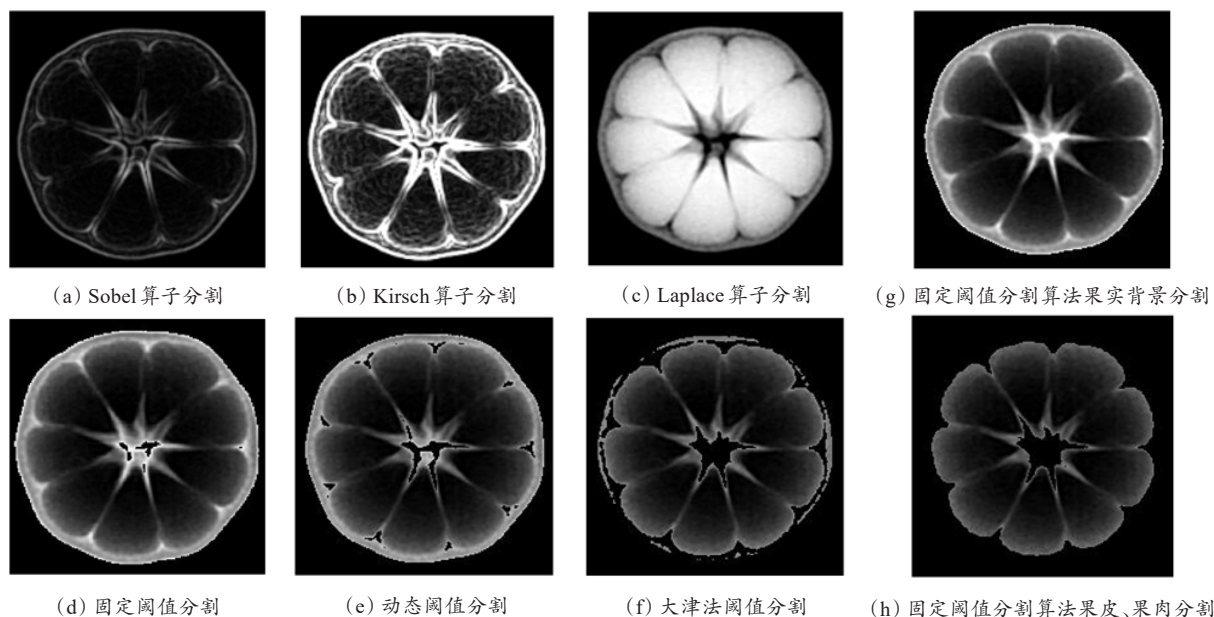 (a) Sobel算子分割
(b) Kirsch算子分割
(c) Laplace算子分割
(g) 固定阈值分割算法果实背景分割
(d) 固定阈值分割
(e) 动态阈值分割
(f) 大津法阈值分割
(h) 固定阈值分割算法果皮、果肉分割